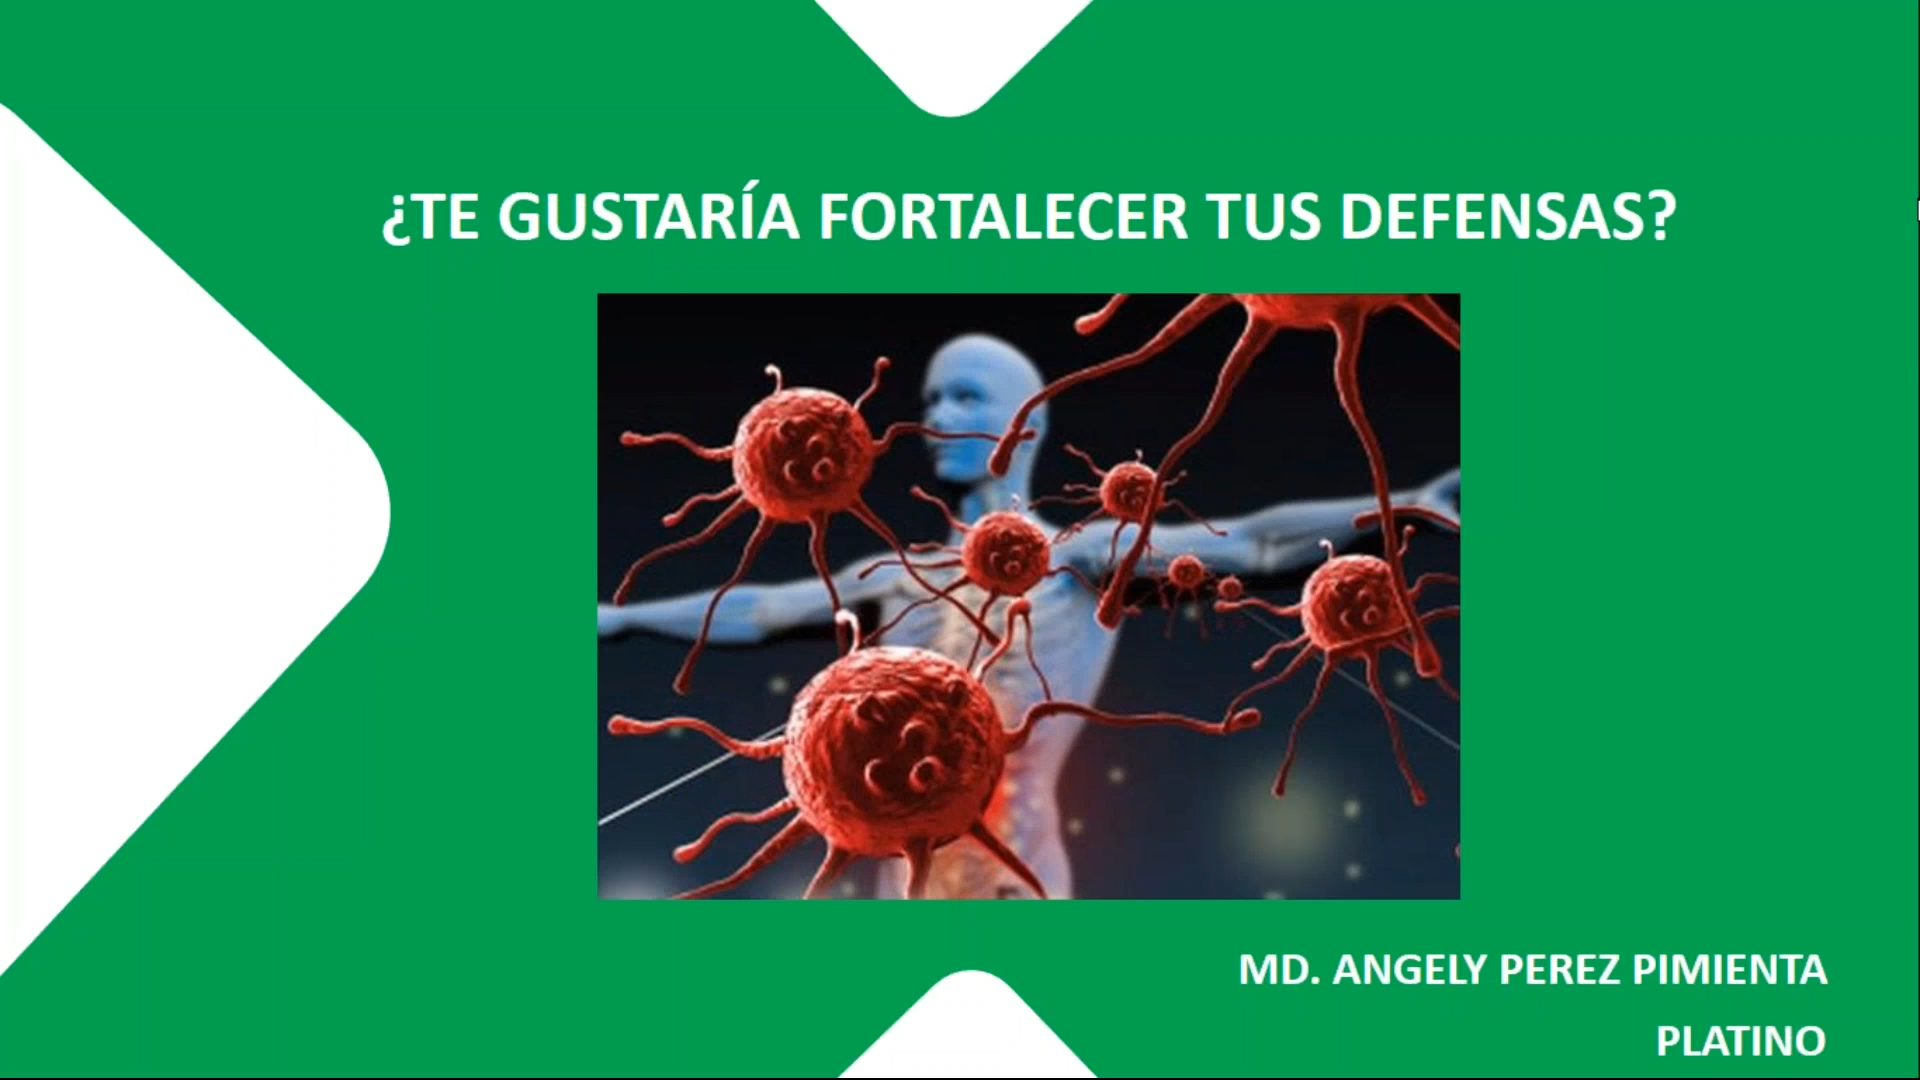 ¿TE GUSTARÍA FORTALECER TUS DEFENSAS?
MD. ANGELY PEREZ PIMIENTA
PLATINO